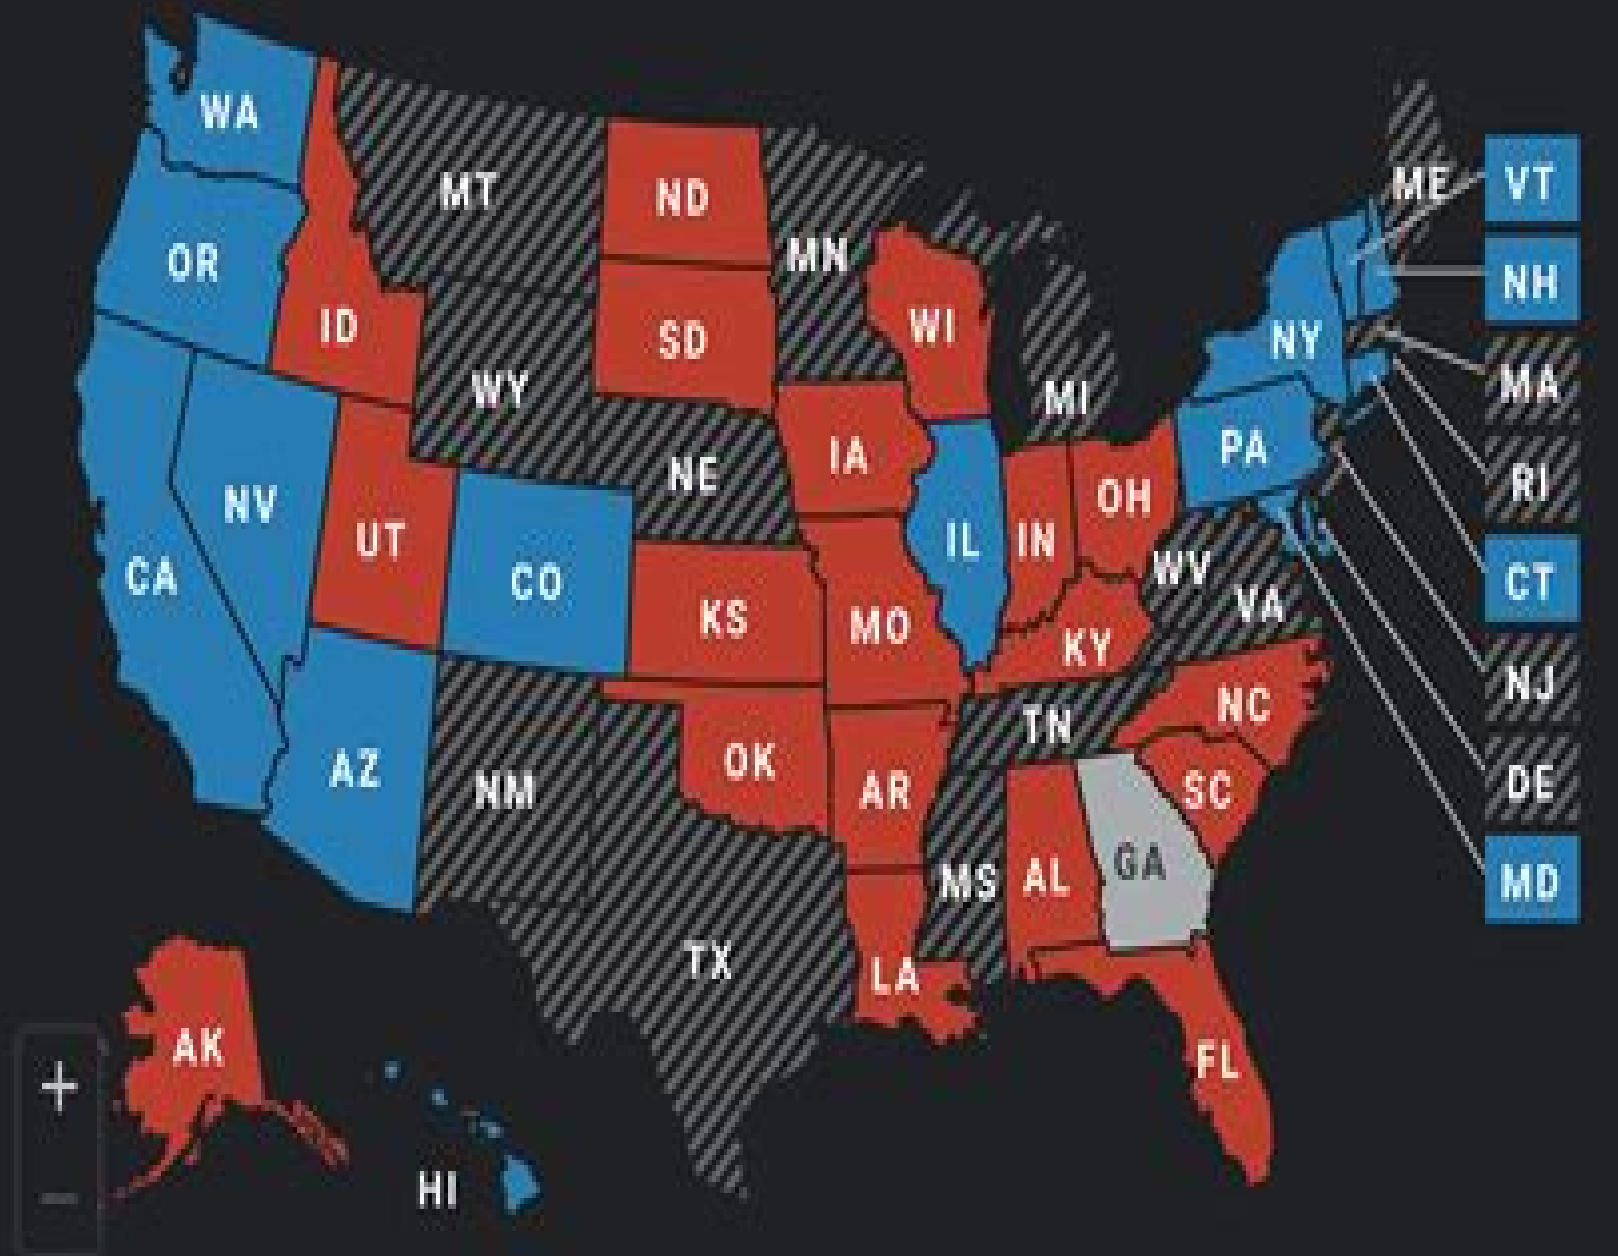 WA
MT
ND
MN
ME
VT
OR
NH
ID
SD
WI
NY
WY
MI
MA
IA
PA
NE
NV
OH
RI
UT
IL
IN
CA
CO
WV
CT
KS
MO
VA
KY
NJ
NC
TN
OK
AZ
NM
AR
SC
DE
GA
MS
AL
MD
TX
LA
AK
FL
+
HI
−